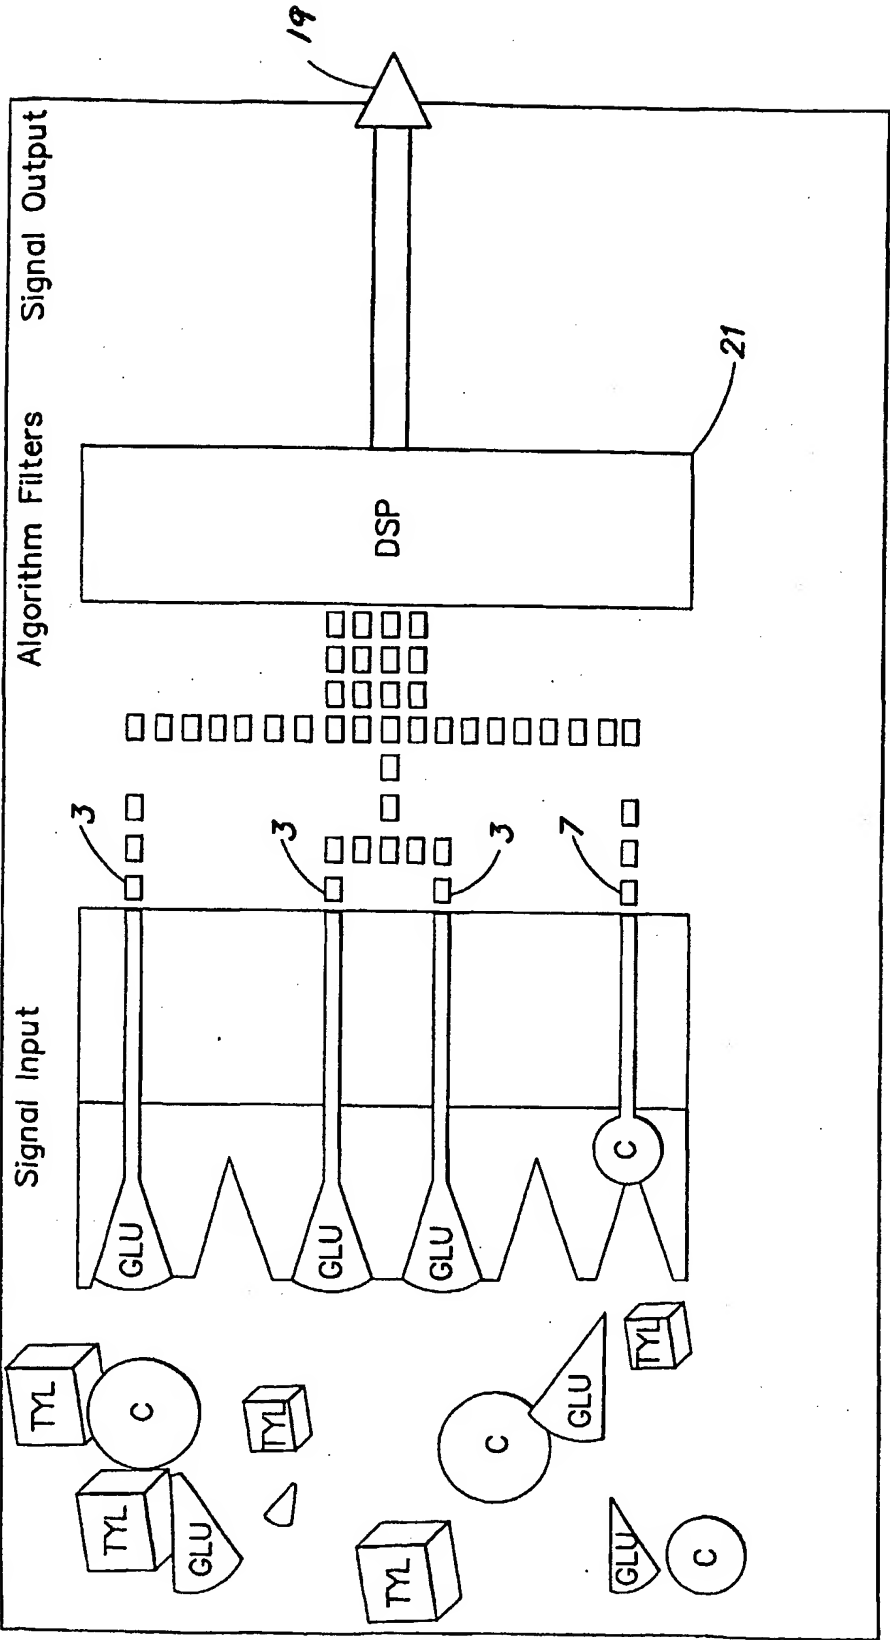 Signal Input
Algorithm Filters
Signal Output
19
TYL
C
TYL
GLU
TYL
TYL
C
GLU
TYL
GLU
C
GLU
GLU
GLU
C
3
3
3
7
DSP
21